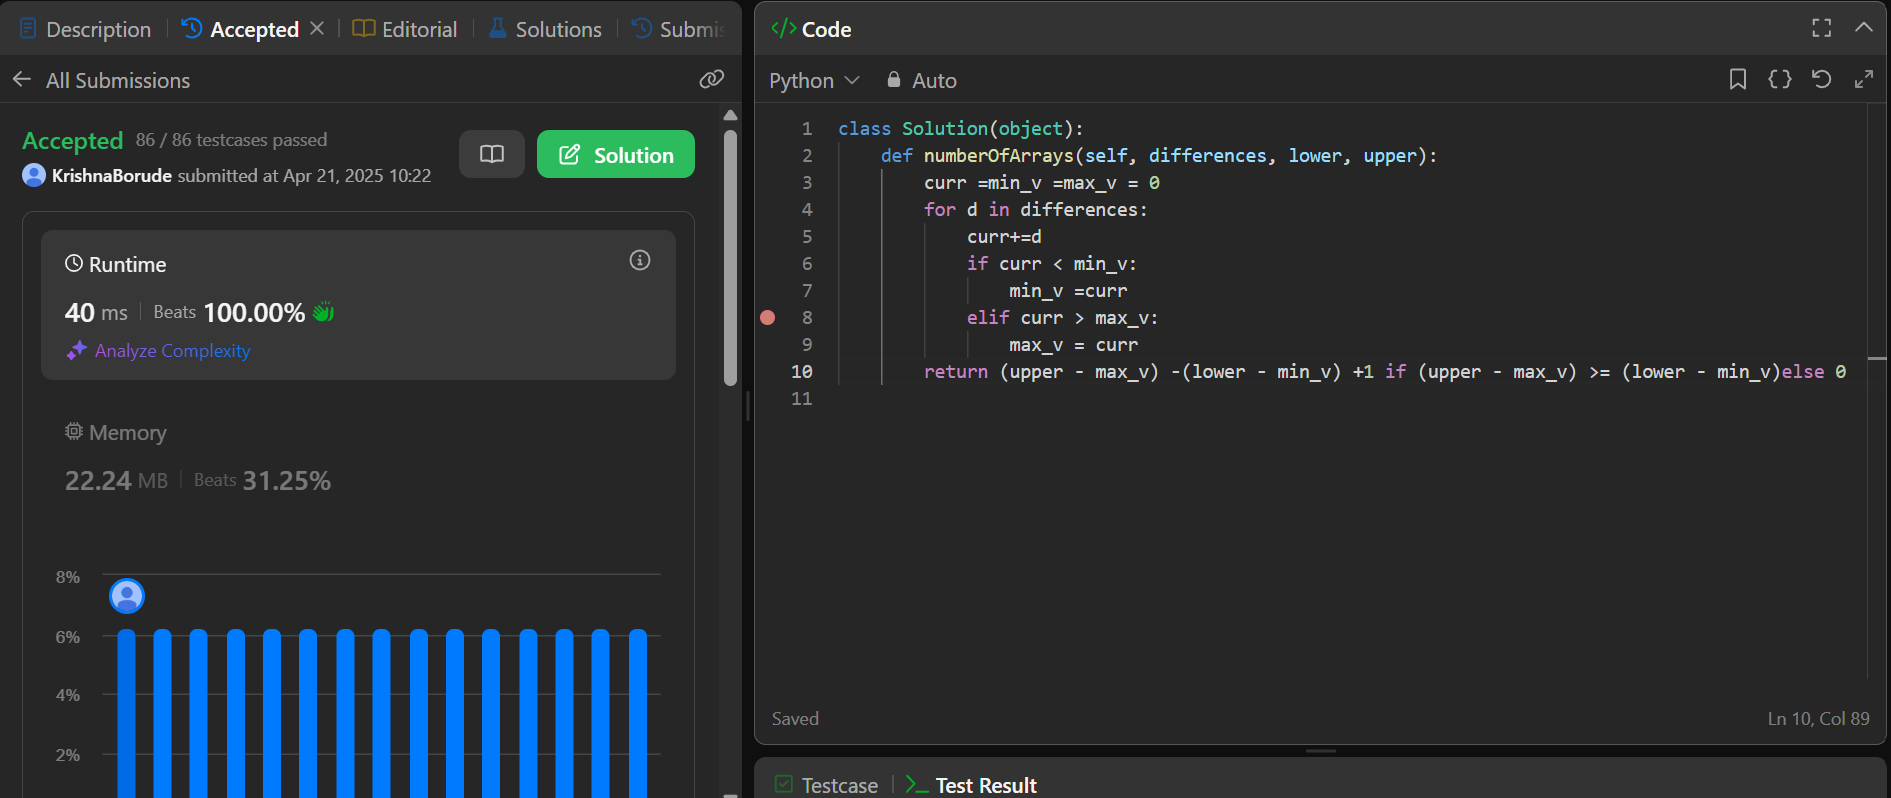 Description
Accepted
Editorial
Solutions
Submis
All Submissions
Accepted 86 / 86 testcases passed
KrishnaBorude submitted at Apr 21, 2025 10:22
Solution
Runtime
40 ms Beats 100.00%
Analyze Complexity
Memory
22.24 MB Beats 31.25%
8%
6%
4%
2%
</> Code
Python Auto
1 class Solution(object):
2 def numberOfArrays(self, differences, lower, upper):
3 curr =min_v =max_v = 0
4 for d in differences:
5 curr+=d
6 if curr < min_v:
7 min_v =curr
8 elif curr > max_v:
9 max_v = curr
10 return (upper - max_v) -(lower - min_v) +1 if (upper - max_v) >= (lower - min_v)else 0
11
Saved
Ln 10, Col 89
Testcase
Test Result